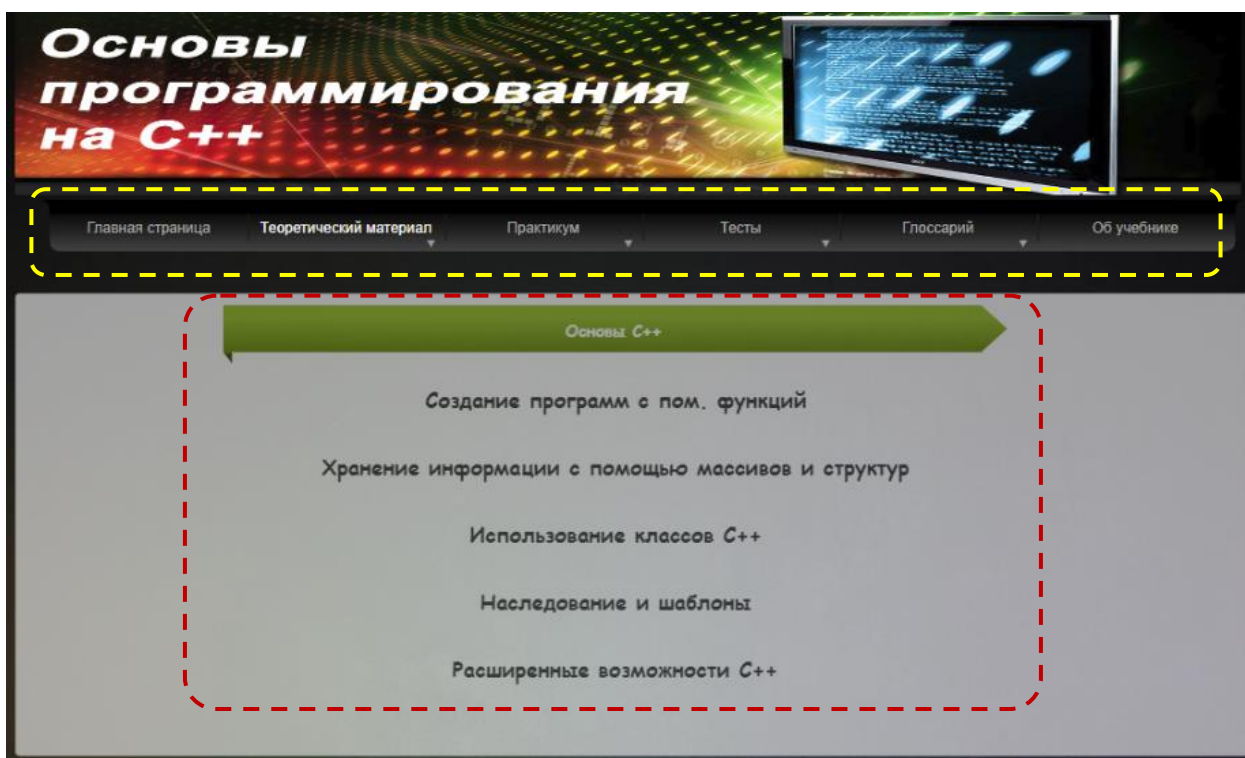 Основы
программирования
на C++
Главная страница Теоретический материал Практикум Тесты Глоссарий Об учебнике
Основы C++
Создание программ с пом. функций
Хранение информации с помощью массивов и структур
Использование классов C++
Наследование и шаблоны
Расширенные возможности C++